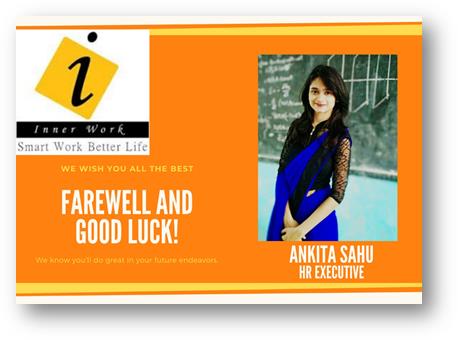 i
Inner Work
Smart Work Better Life
WE WISH YOU ALL THE BEST
FAREWELL AND
GOOD LUCK!
We know you'll do great in your future endeavors.
ANKITA SAHU
HR EXECUTIVE